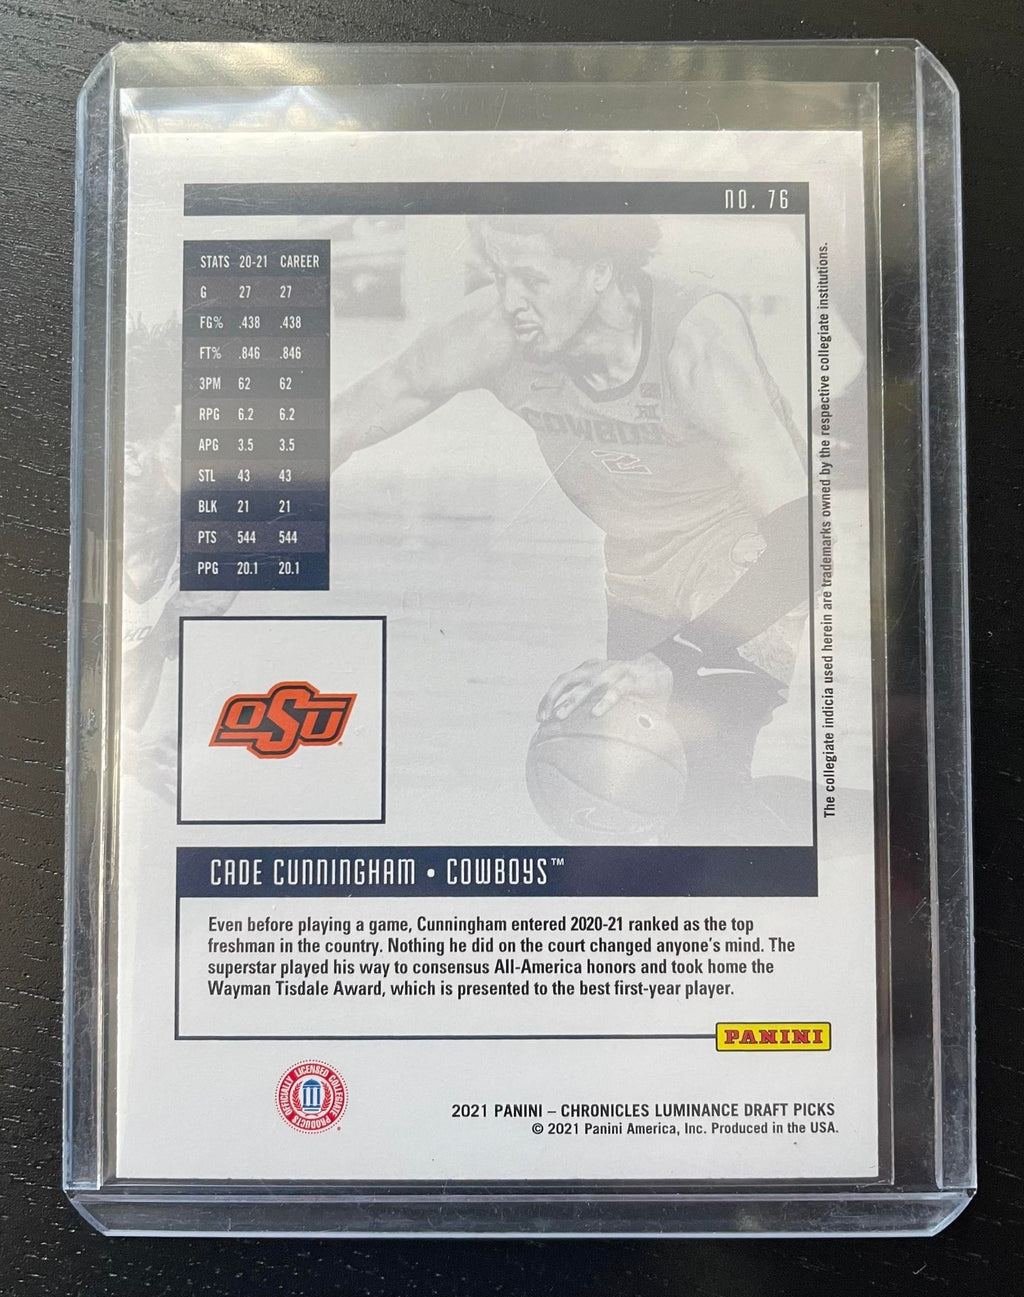 NO. 76
STATS 20-21 CAREER
G 27 27
FG% .438 .438
FT% .846 .846
3PM 62 62
RPG 6.2 6.2
APG 3.5 3.5
STL 43 43
BLK 21 21
PTS 544 544
PPG 20.1 20.1
The collegiate indicia used herein are trademarks owned by the respective collegiate institutions.
COWBOYS
2
OSU
CADE CUNNINGHAM • COWBOYS™
Even before playing a game, Cunningham entered 2020-21 ranked as the top
freshman in the country. Nothing he did on the court changed anyone's mind. The
superstar played his way to consensus All-America honors and took home the
Wayman Tisdale Award, which is presented to the best first-year player.
PANINI
OFFICIALLY LICENSED COLLEGIATE PRODUCTS
2021 PANINI – CHRONICLES LUMINANCE DRAFT PICKS
© 2021 Panini America, Inc. Produced in the USA.